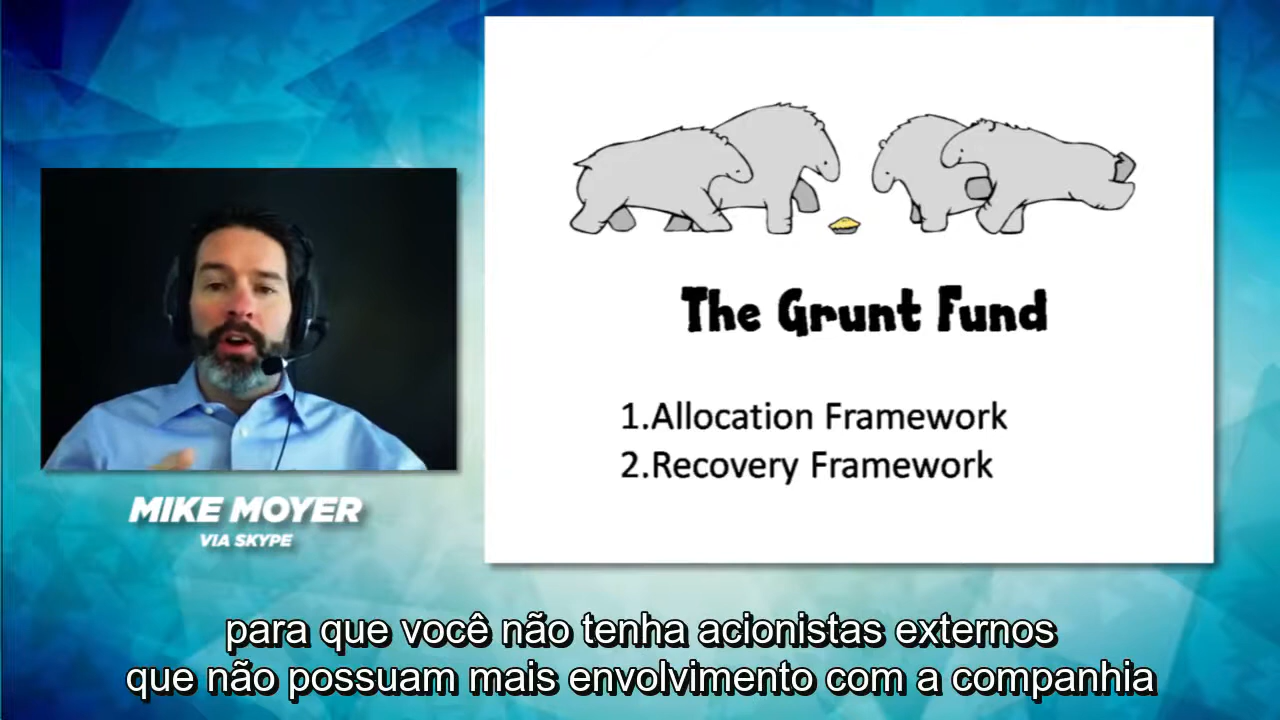 The Grunt Fund
1.Allocation Framework
2.Recovery Framework
MIKE MOYER
VIA SKYPE
para que você não tenha acionistas externos
que não possuam mais envolvimento com a companhia